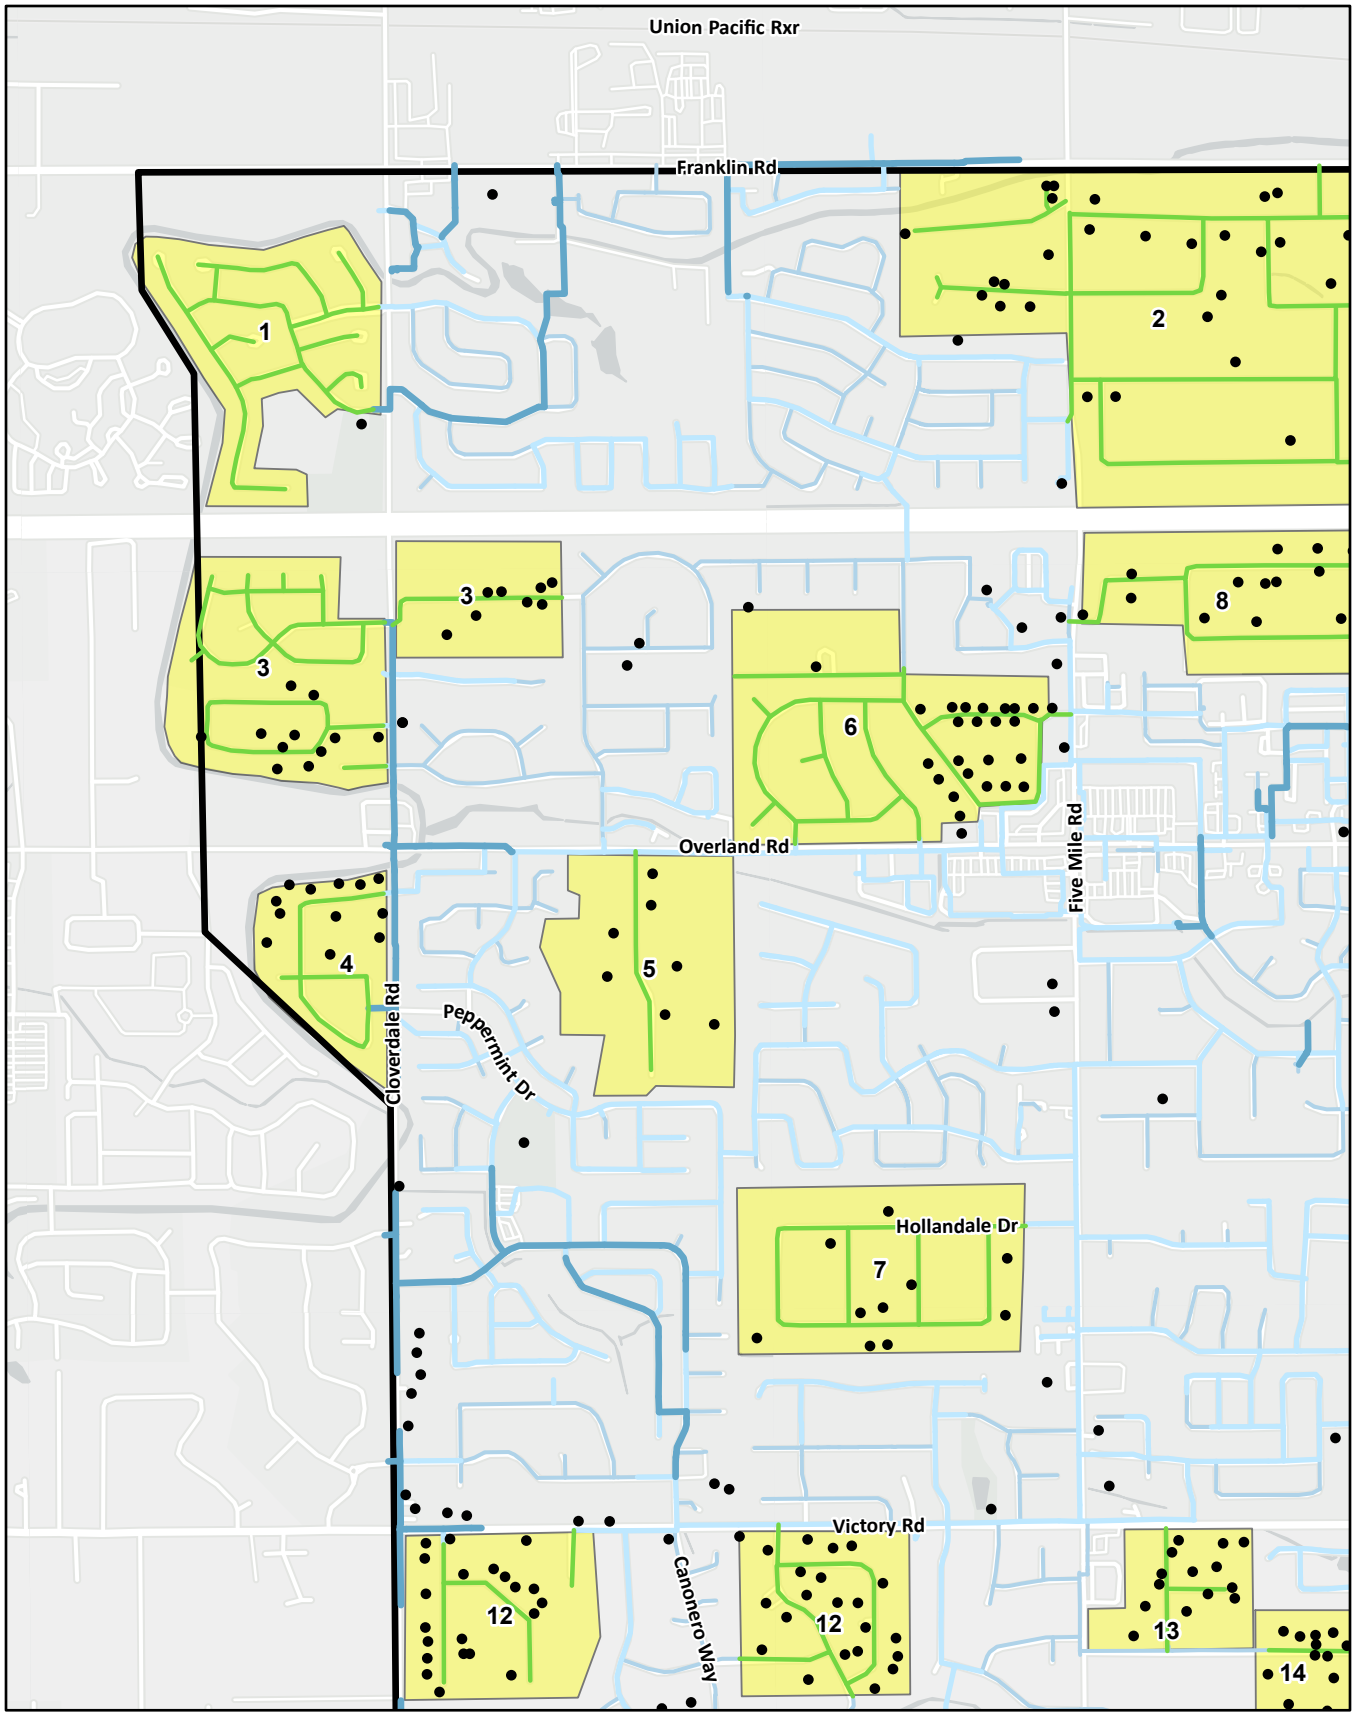 Union Pacific Rxr
Franklin Rd
1
2
3
8
3
6
Overland Rd
Five Mile Rd
4
5
Cloverdale Rd
Peppermint Dr
Hollandale Dr
7
Victory Rd
Canonero Way
12
12
13
14